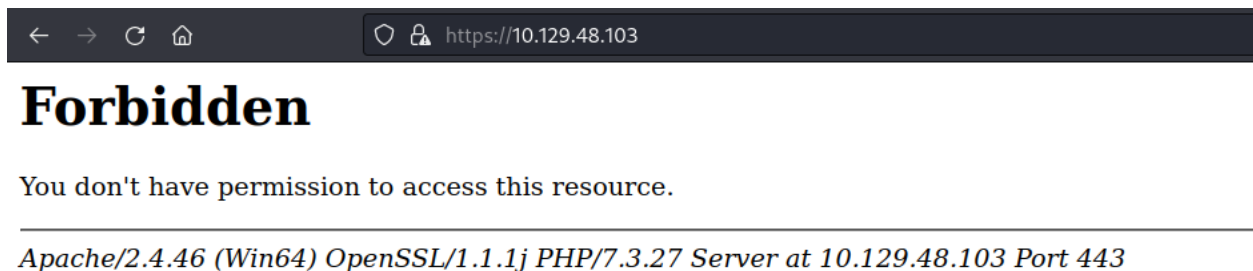 https://10.129.48.103
Forbidden
You don't have permission to access this resource.
Apache/2.4.46 (Win64) OpenSSL/1.1.1j PHP/7.3.27 Server at 10.129.48.103 Port 443